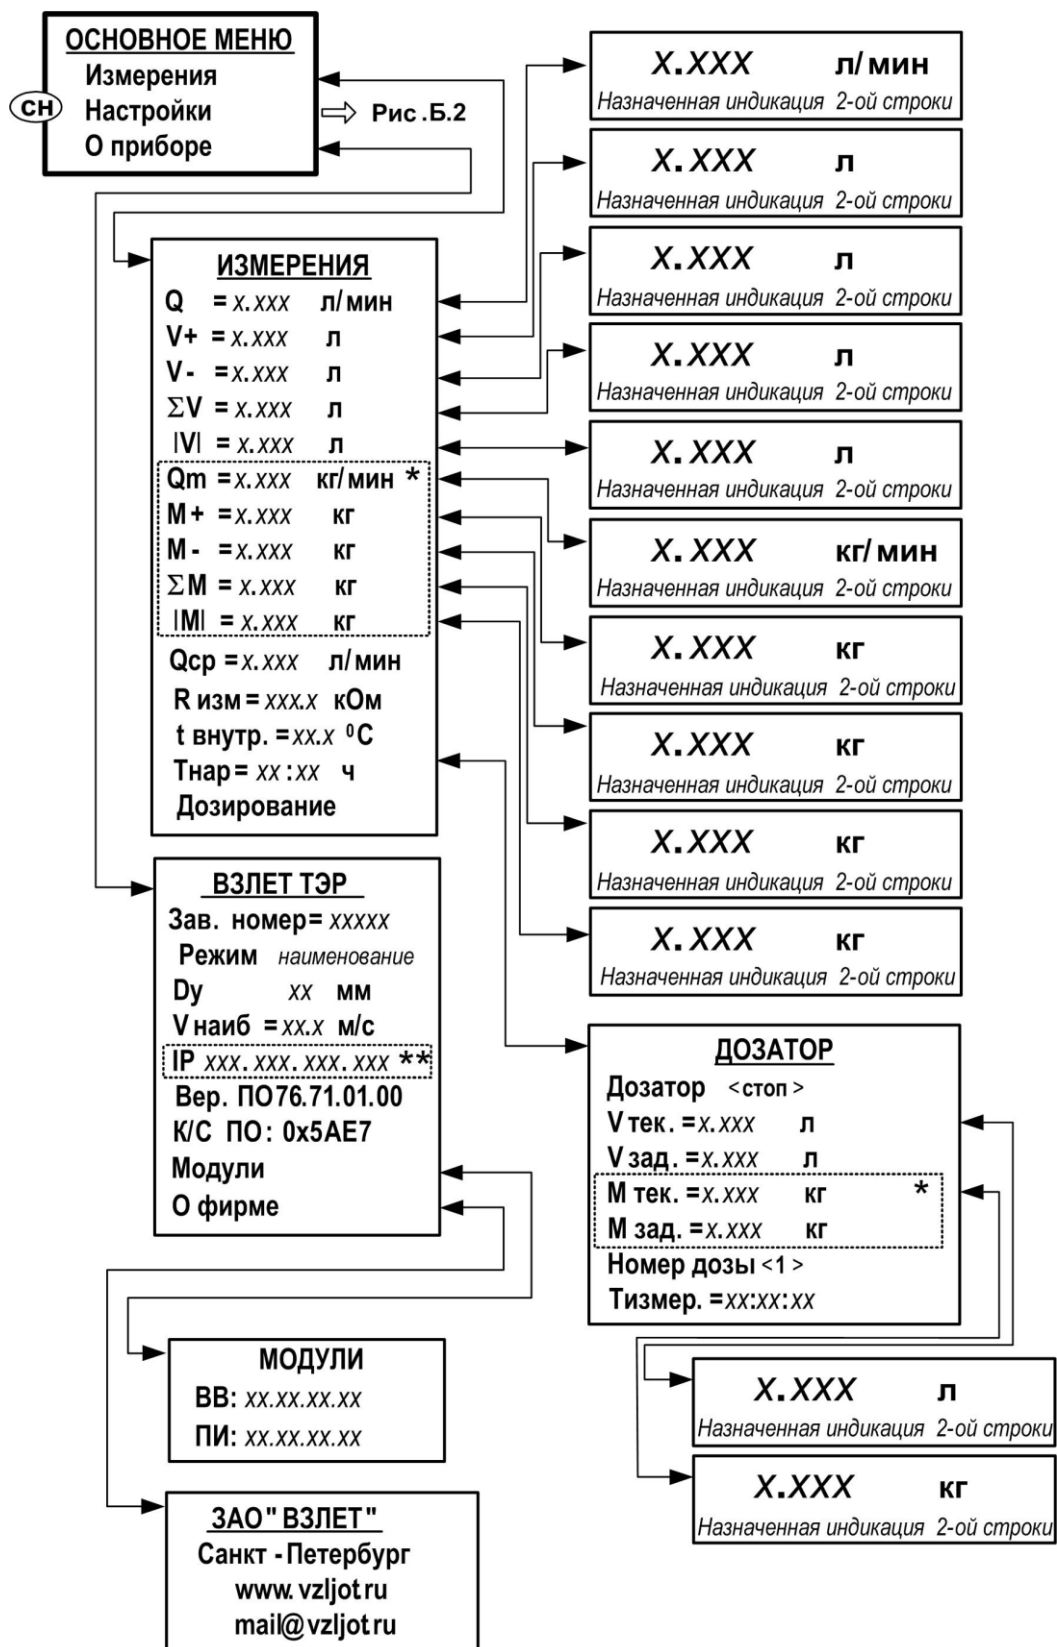 ОСНОВНОЕ МЕНЮ
Измерения
СН
Настройки
Рис.Б.2
О приборе
ИЗМЕРЕНИЯ
Q = x.xxx л/мин
V+ = x.xxx л
V- = x.xxx л
ΣV = x.xxx л
|V| = x.xxx л
Qm = x.xxx кг/мин *
M+ = x.xxx кг
M- = x.xxx кг
ΣM = x.xxx кг
|M| = x.xxx кг
Qср = x.xxx л/мин
R изм = xxx.x кОм
t внутр. = xx.x ⁰C
Tнар = xx:xx ч
Дозирование
ВЗЛЕТ ТЭР
Зав. номер = xxxxx
Режим наименование
Dy xx мм
V наиб = xx.x м/с
IP xxx. xxx. xxx. xxx **
Вер. ПО 76.71.01.00
К/С ПО: 0x5AE7
Модули
О фирме
МОДУЛИ
ВВ: xx.xx.xx.xx
ПИ: xx.xx.xx.xx
ЗАО "ВЗЛЕТ"
Санкт - Петербург
www.vzljot.ru
mail@vzljot.ru
X.XXX л/мин
Назначенная индикация 2-ой строки
X.XXX л
Назначенная индикация 2-ой строки
X.XXX л
Назначенная индикация 2-ой строки
X.XXX л
Назначенная индикация 2-ой строки
X.XXX л
Назначенная индикация 2-ой строки
X.XXX кг/мин
Назначенная индикация 2-ой строки
X.XXX кг
Назначенная индикация 2-ой строки
X.XXX кг
Назначенная индикация 2-ой строки
X.XXX кг
Назначенная индикация 2-ой строки
X.XXX кг
Назначенная индикация 2-ой строки
ДОЗАТОР
Дозатор <стоп>
V тек. = x.xxx л
V зад. = x.xxx л
M тек. = x.xxx кг *
M зад. = x.xxx кг
Номер дозы <1>
Tизмер. = xx:xx:xx
X.XXX л
Назначенная индикация 2-ой строки
X.XXX кг
Назначенная индикация 2-ой строки